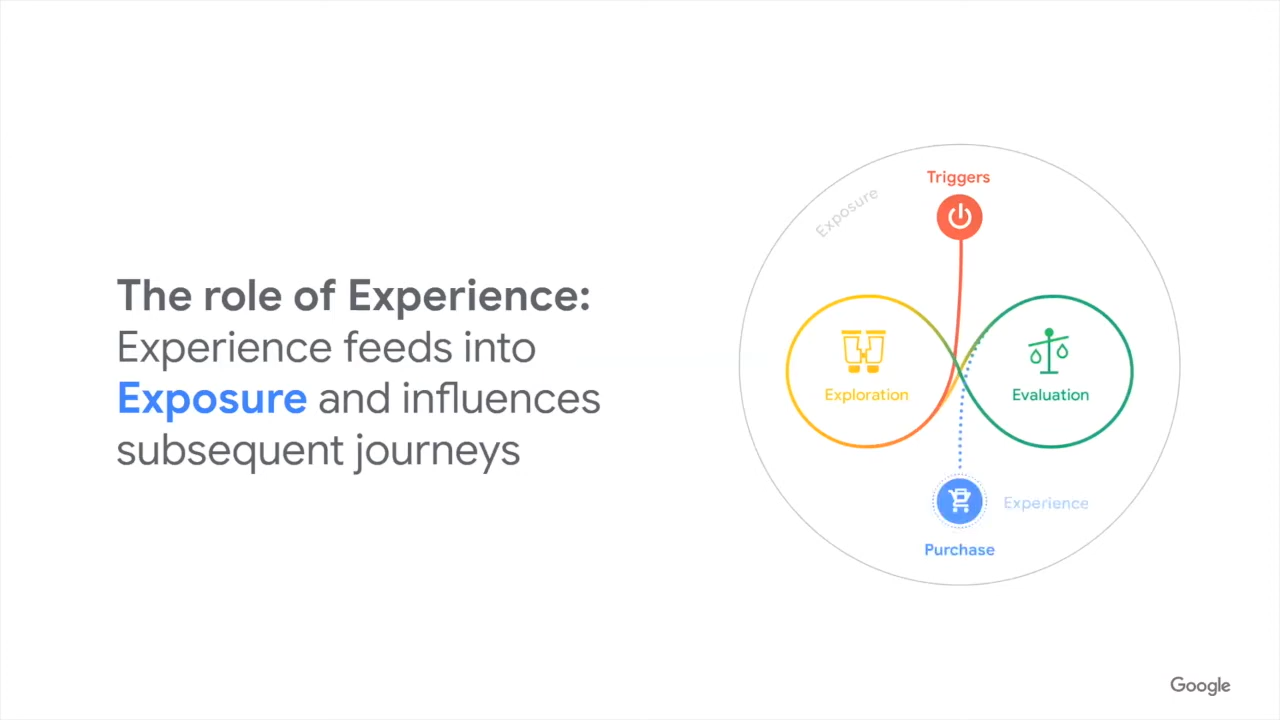 The role of Experience:
Experience feeds into
Exposure and influences
subsequent journeys
Exposure
Triggers
Exploration
Evaluation
Experience
Purchase
Google